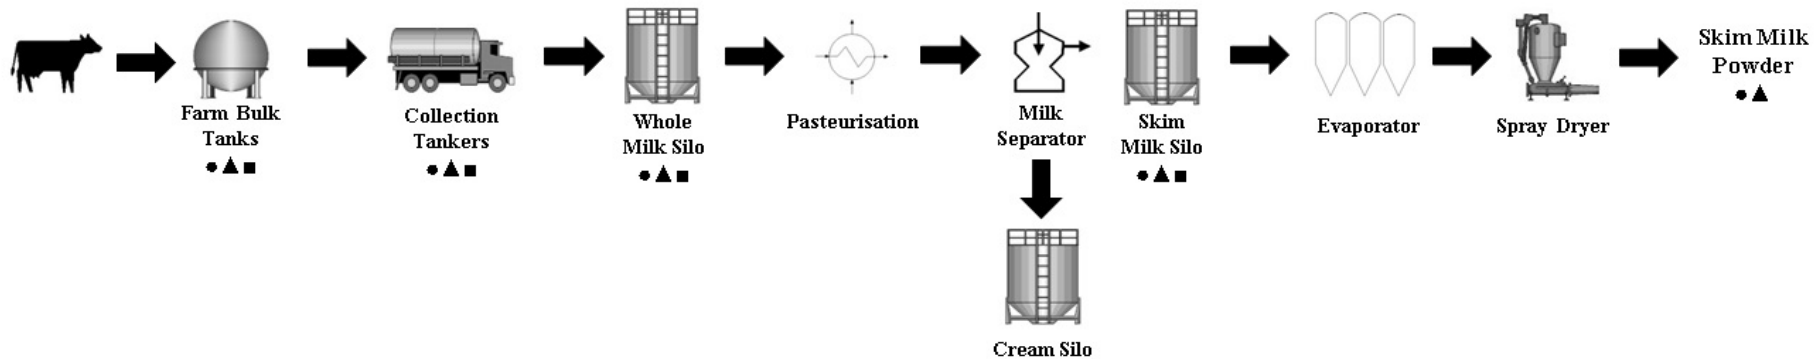 Farm Bulk
Tanks
● ▲ ■
Collection
Tankers
● ▲ ■
Whole
Milk Silo
● ▲ ■
Pasteurisation
Milk
Separator
Skim
Milk Silo
● ▲ ■
Evaporator
Spray Dryer
Skim Milk
Powder
● ▲
Cream Silo